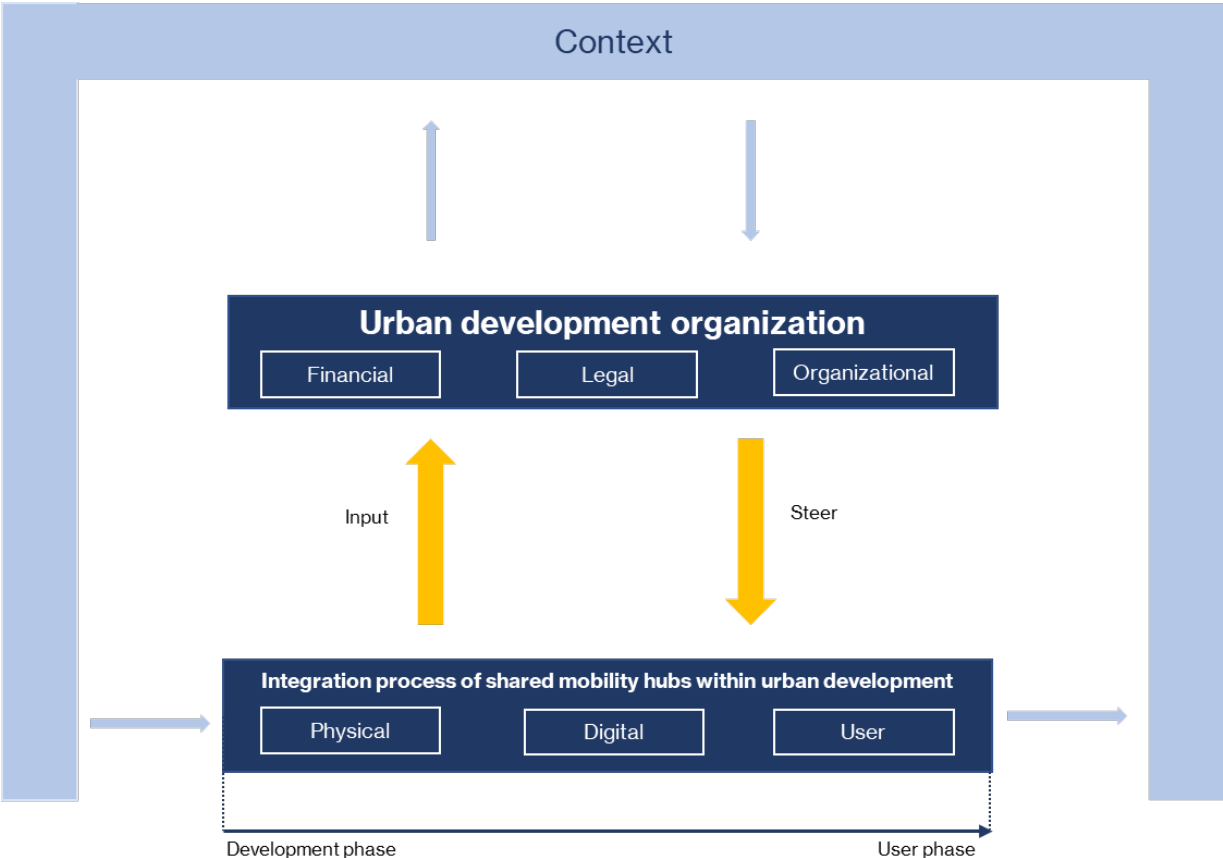 Context
Urban development organization
Financial
Legal
Organizational
Input
Steer
Integration process of shared mobility hubs within urban development
Physical
Digital
User
Development phase
User phase